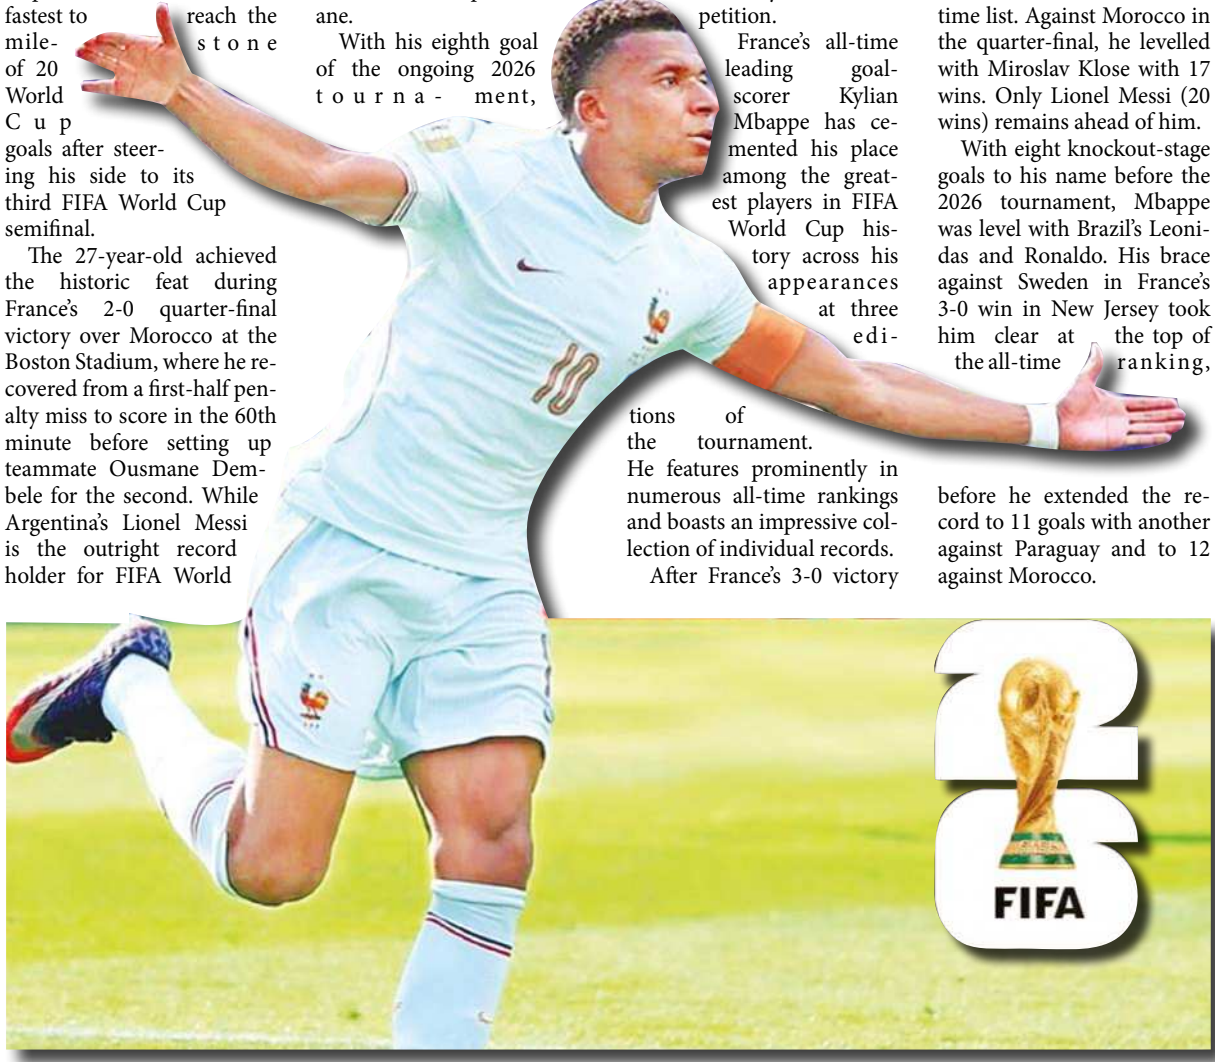 fastest to reach the
mile- stone
of 20
World
Cup
goals after steer-
ing his side to its
third FIFA World Cup
semifinal.
The 27-year-old achieved
the historic feat during
France's 2-0 quarter-final
victory over Morocco at the
Boston Stadium, where he re-
covered from a first-half pen-
alty miss to score in the 60th
minute before setting up
teammate Ousmane Dem-
bele for the second. While
Argentina's Lionel Messi
is the outright record
holder for FIFA World
ane.
With his eighth goal
of the ongoing 2026
tourna- ment,
petition.
France's all-time
leading goal-
scorer Kylian
Mbappe has ce-
mented his place
among the great-
est players in FIFA
World Cup his-
tory across his
appearances
at three
edi-
tions of
the tournament.
He features prominently in
numerous all-time rankings
and boasts an impressive col-
lection of individual records.
After France's 3-0 victory
time list. Against Morocco in
the quarter-final, he levelled
with Miroslav Klose with 17
wins. Only Lionel Messi (20
wins) remains ahead of him.
With eight knockout-stage
goals to his name before the
2026 tournament, Mbappe
was level with Brazil's Leoni-
das and Ronaldo. His brace
against Sweden in France's
3-0 win in New Jersey took
him clear at the top of
the all-time ranking,
before he extended the re-
cord to 11 goals with another
against Paraguay and to 12
against Morocco.
10
26
FIFA